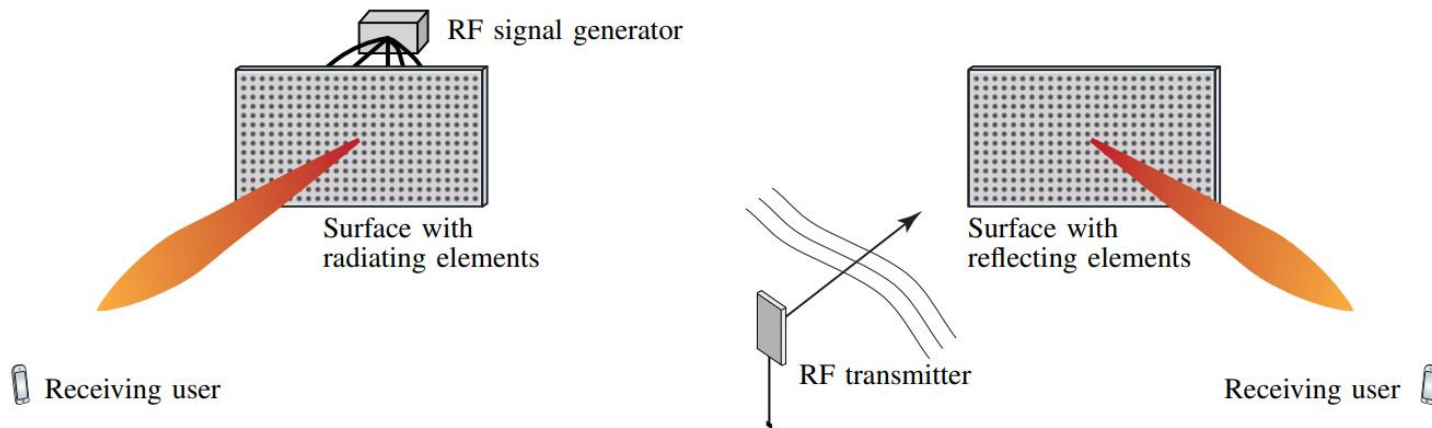 RF signal generator
Surface with
radiating elements
Receiving user
Surface with
reflecting elements
RF transmitter
Receiving user